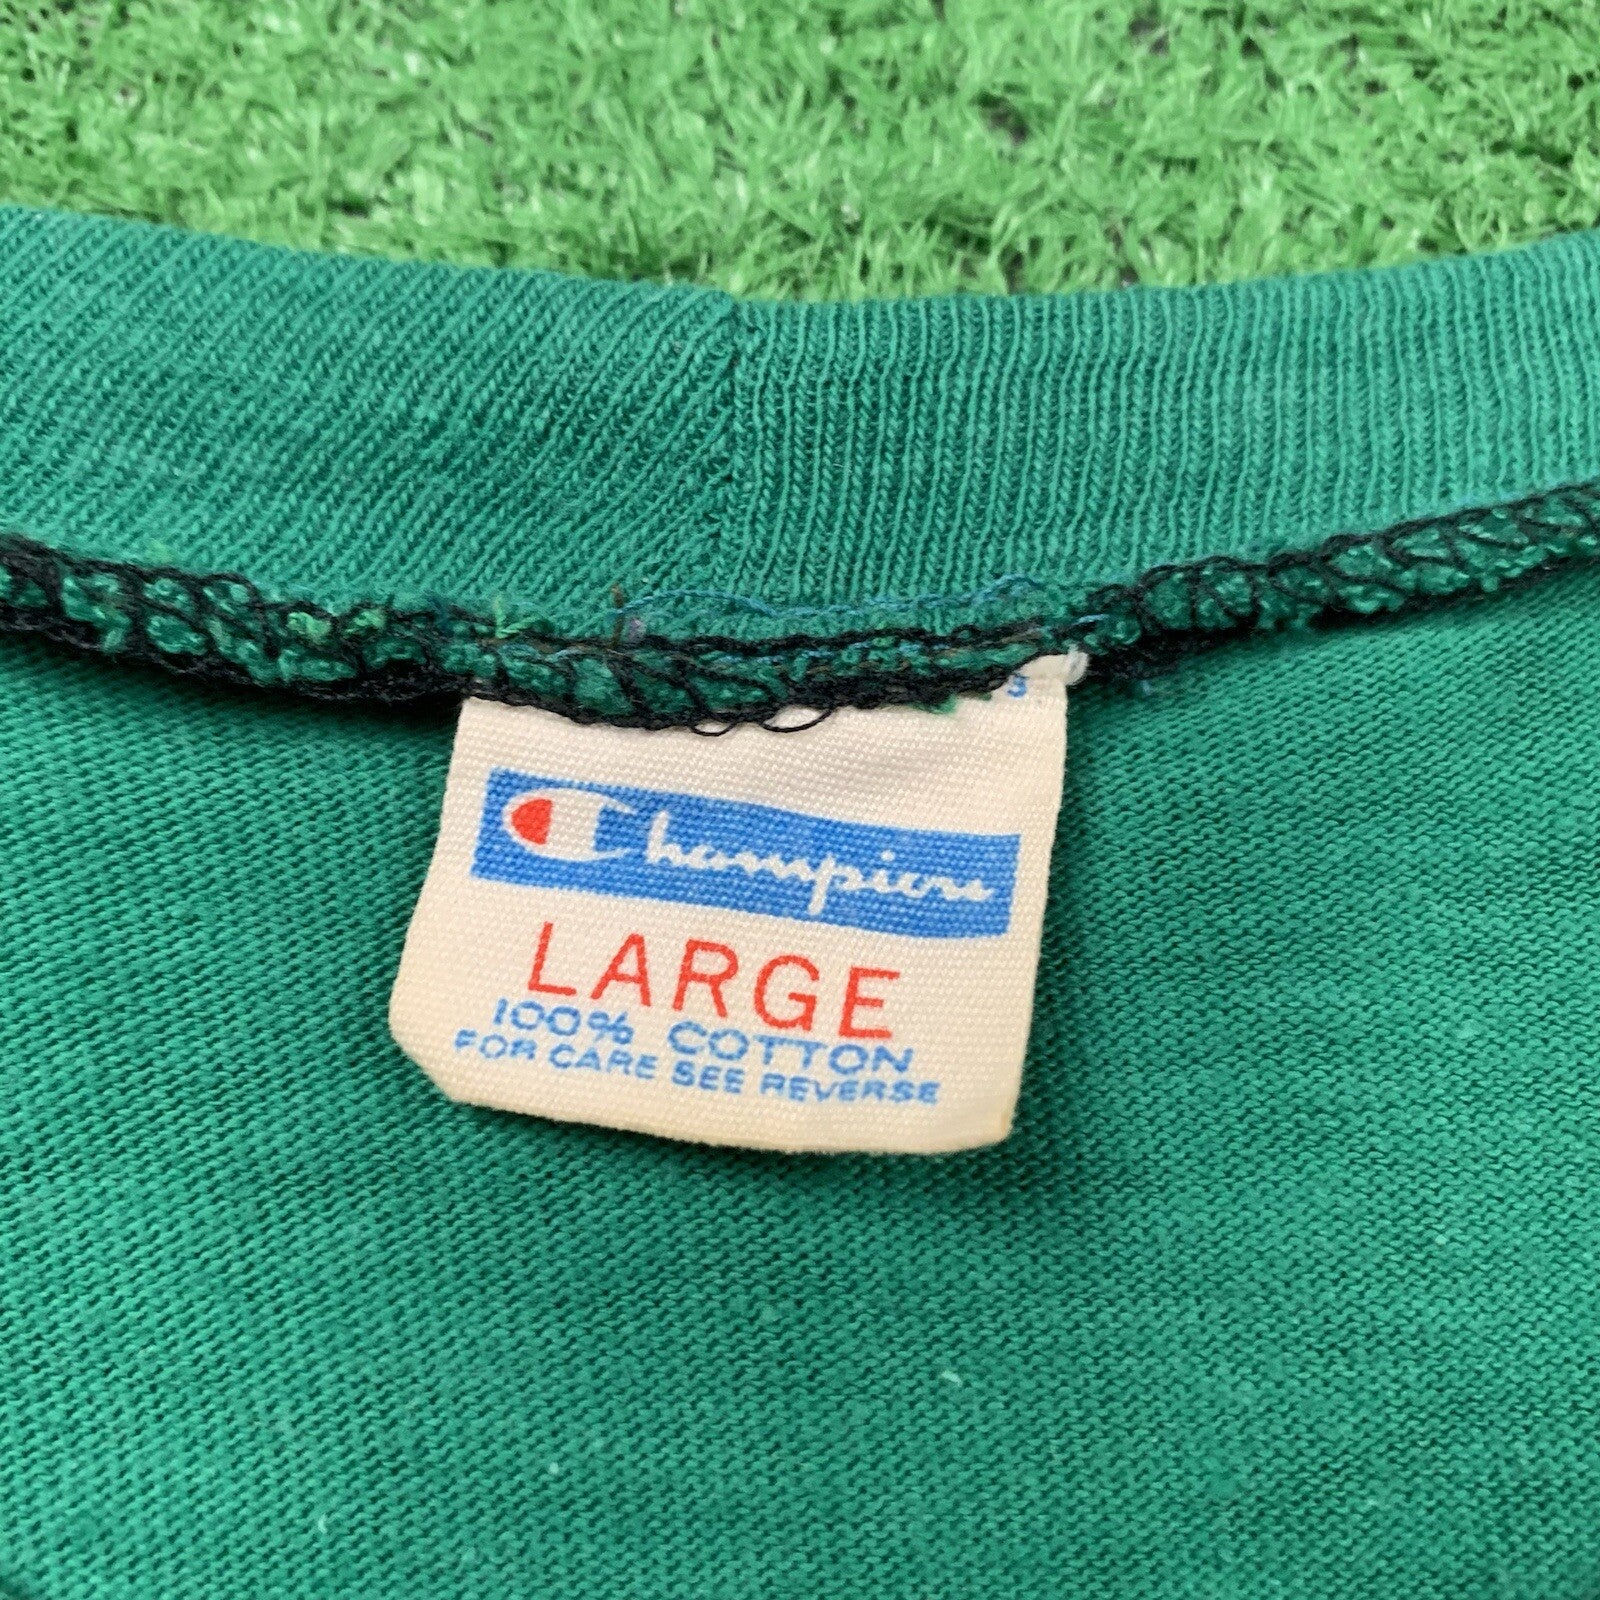 Champion
LARGE
100% COTTON
FOR CARE SEE REVERSE